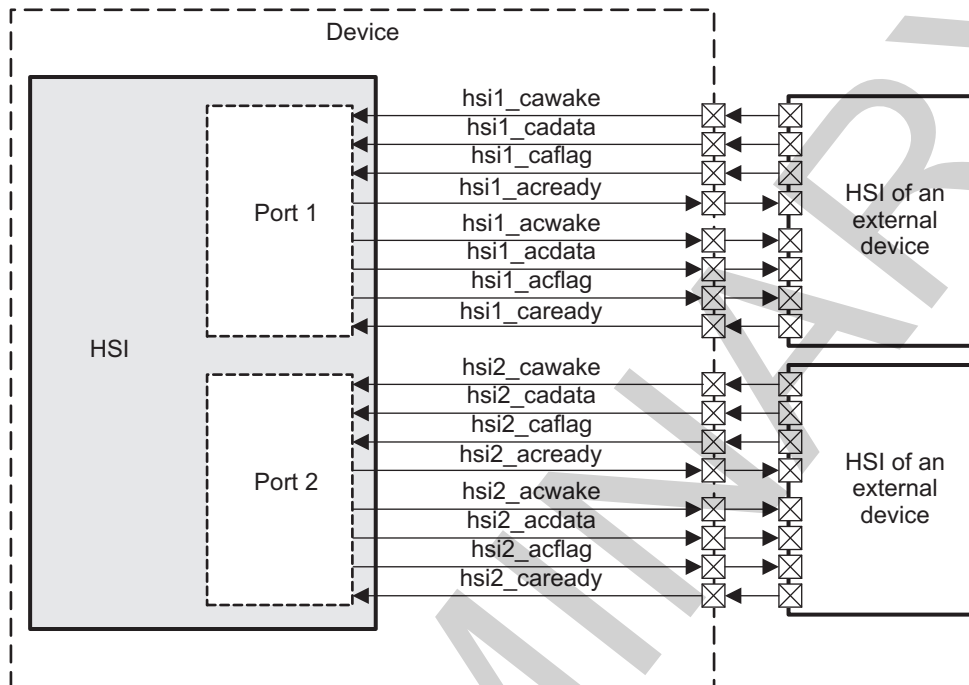 Device
hsi1_cawake
hsi1_cadata
hsi1_caflag
hsi1_acready
hsi1_acwake
hsi1_acdata
hsi1_acflag
hsi1_caready
Port 1
HSI of an
external
device
HSI
hsi2_cawake
hsi2_cadata
hsi2_caflag
hsi2_acready
hsi2_acwake
hsi2_acdata
hsi2_acflag
hsi2_caready
Port 2
HSI of an
external
device